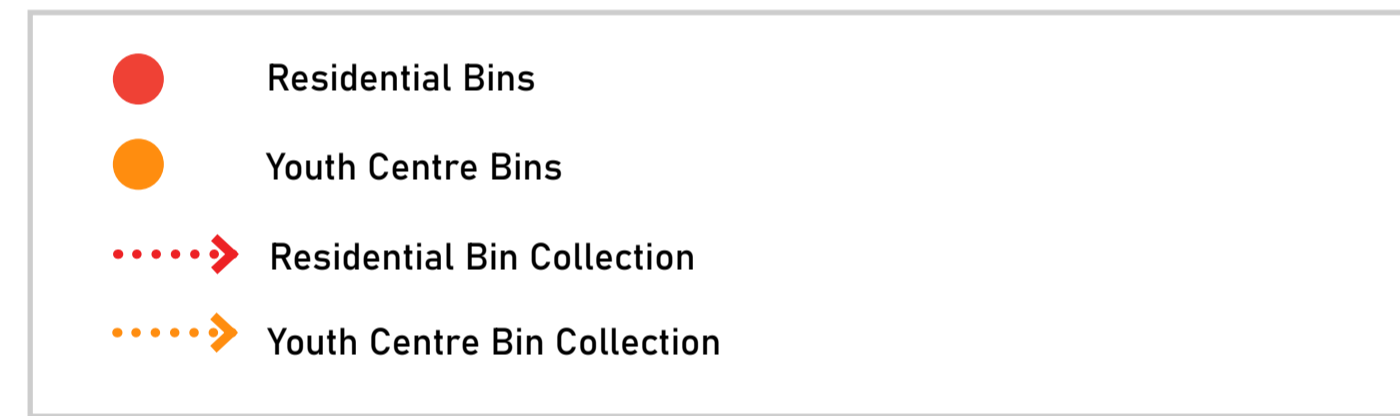 Residential Bins
Youth Centre Bins
Residential Bin Collection
Youth Centre Bin Collection